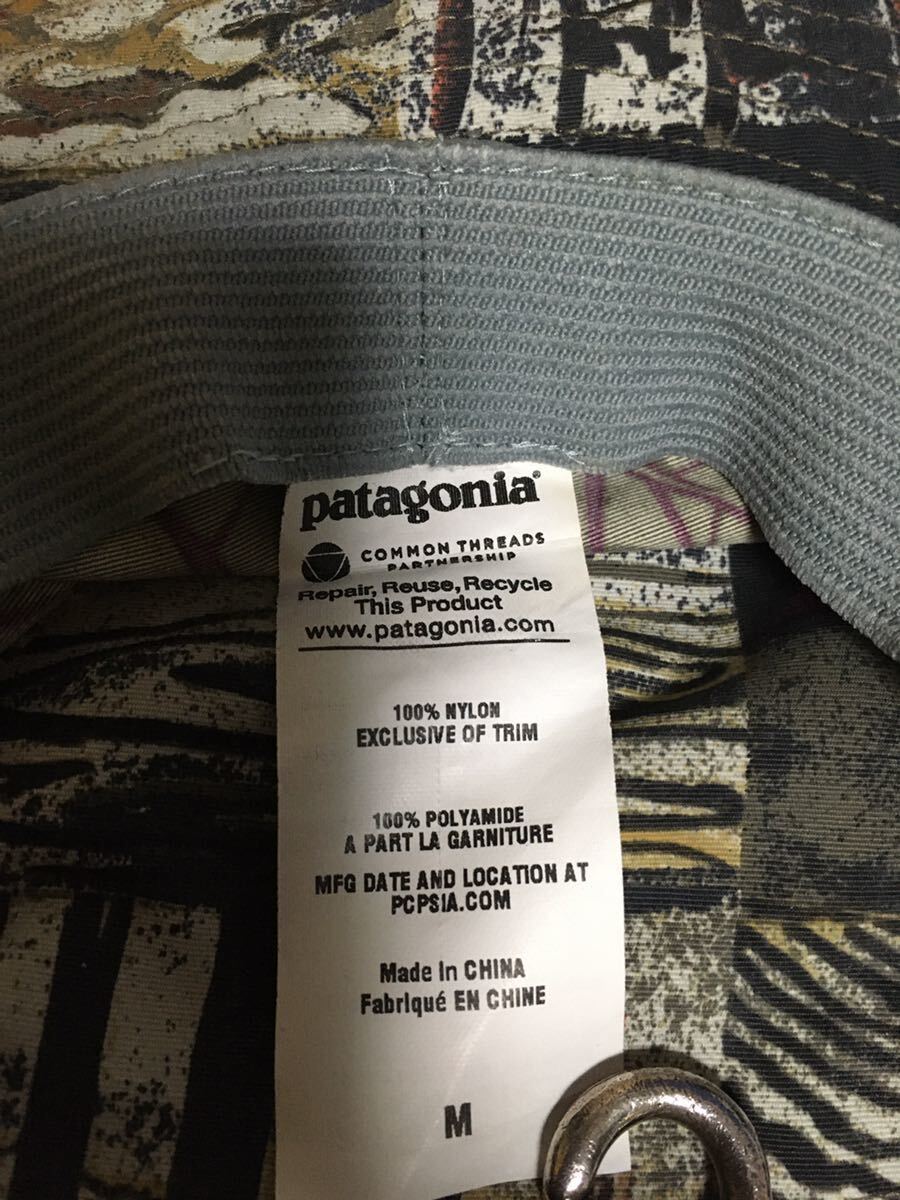 patagonia®
COMMON THREADS
PARTNERSHIP
Repair, Reuse, Recycle
This Product
www.patagonia.com
100% NYLON
EXCLUSIVE OF TRIM
100% POLYAMIDE
A PART LA GARNITURE
MFG DATE AND LOCATION AT
PCPSIA.COM
Made in CHINA
Fabriqué EN CHINE
M